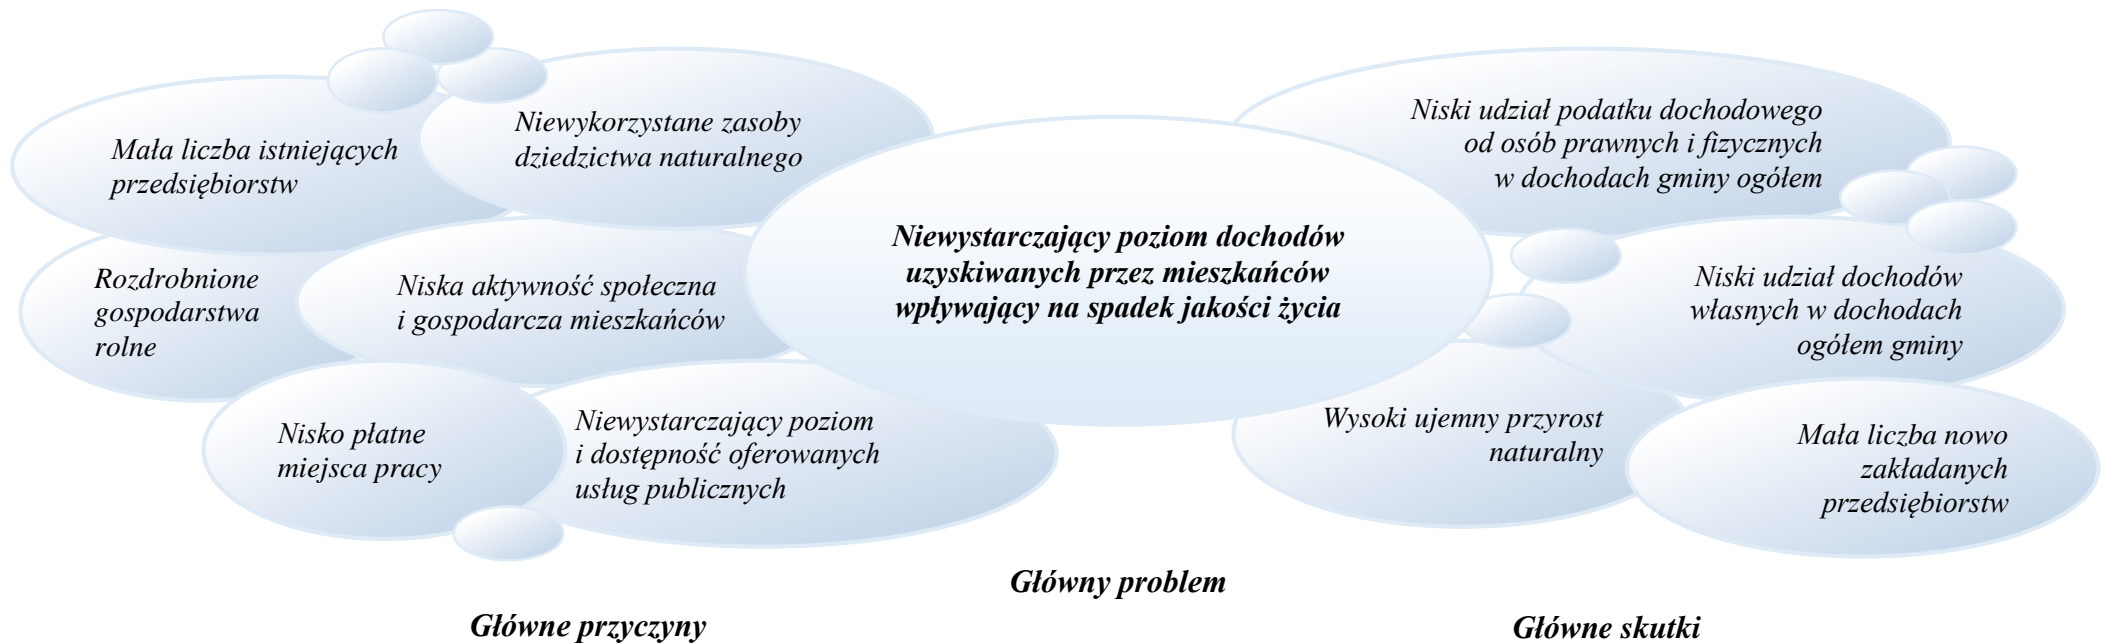 Mała liczba istniejących
przedsiębiorstw
Niewykorzystane zasoby
dziedzictwa naturalnego
Rozdrobnione
gospodarstwa
rolne
Niska aktywność społeczna
i gospodarcza mieszkańców
Nisko płatne
miejsca pracy
Niewystarczający poziom
i dostępność oferowanych
usług publicznych
Główne przyczyny
Niewystarczający poziom dochodów
uzyskiwanych przez mieszkańców
wpływający na spadek jakości życia
Główny problem
Niski udział podatku dochodowego
od osób prawnych i fizycznych
w dochodach gminy ogółem
Niski udział dochodów
własnych w dochodach
ogółem gminy
Wysoki ujemny przyrost
naturalny
Mała liczba nowo
zakładanych
przedsiębiorstw
Główne skutki